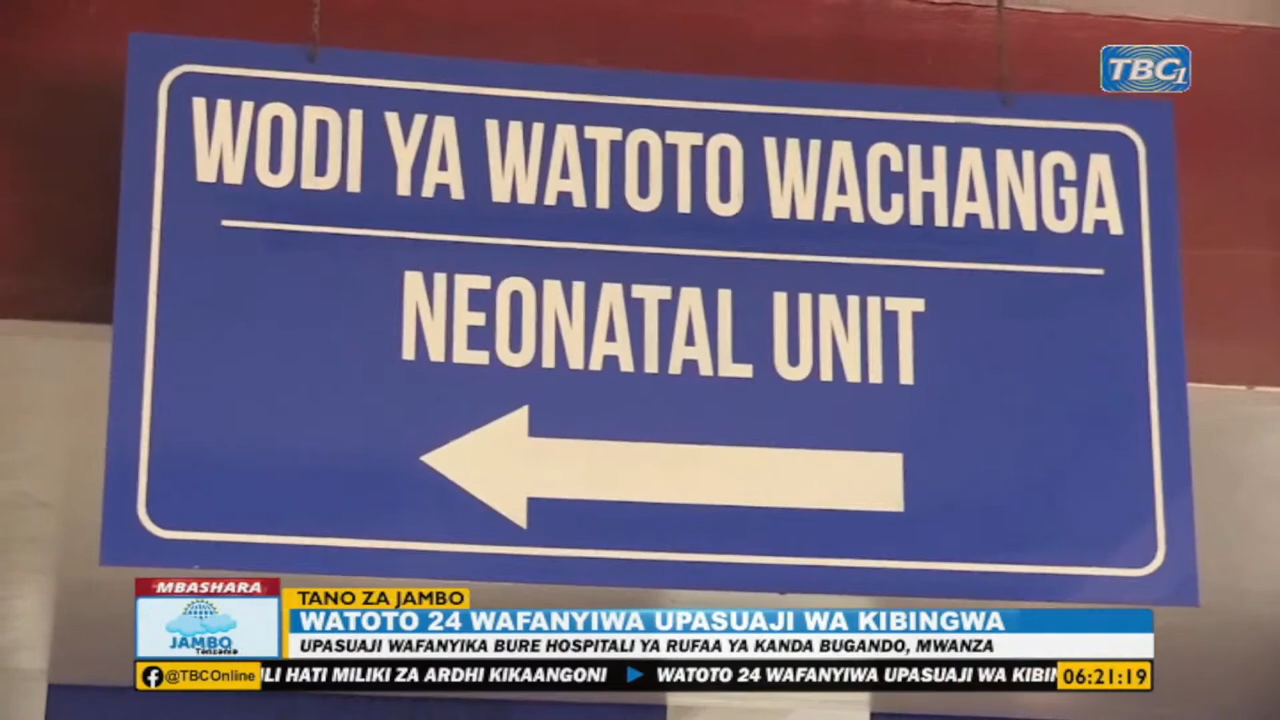 TBC1
WODI YA WATOTO WACHANGA
NEONATAL UNIT
MBASHARA
JAMBO
Tanzania
TANO ZA JAMBO
WATOTO 24 WAFANYIWA UPASUAJI WA KIBINGWA
UPASUAJI WAFANYIKA BURE HOSPITALI YA RUFAA YA KANDA BUGANDO, MWANZA
@TBCOnline
HATI MILIKI ZA ARDHI KIKAANGONI WATOTO 24 WAFANYIWA UPASUAJI WA
06:21:19